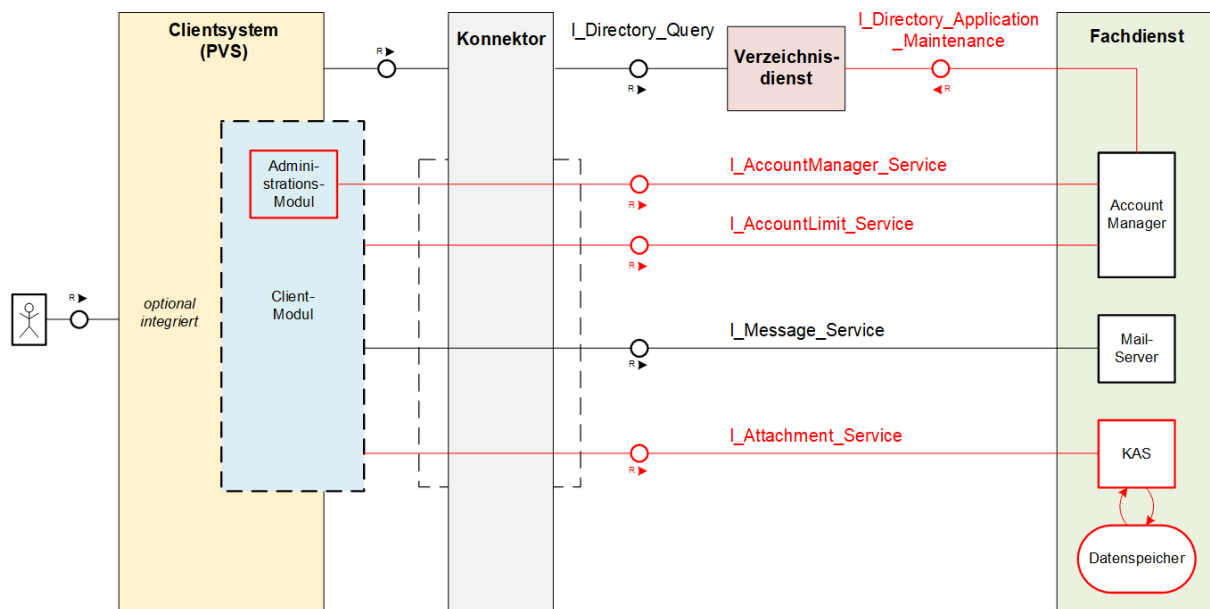 Clientsystem
(PVS)
Konnektor
I_Directory_Query
Verzeichnis-
dienst
I_Directory_Application
_Maintenance
Fachdienst
R
R
R
R
Admini-
strations-
Modul
I_AccountManager_Service
R
Account
Manager
I_AccountLimit_Service
R
R
optional
integriert
Client-
Modul
I_Message_Service
R
Mail-
Server
I_Attachment_Service
R
KAS
Datenspeicher